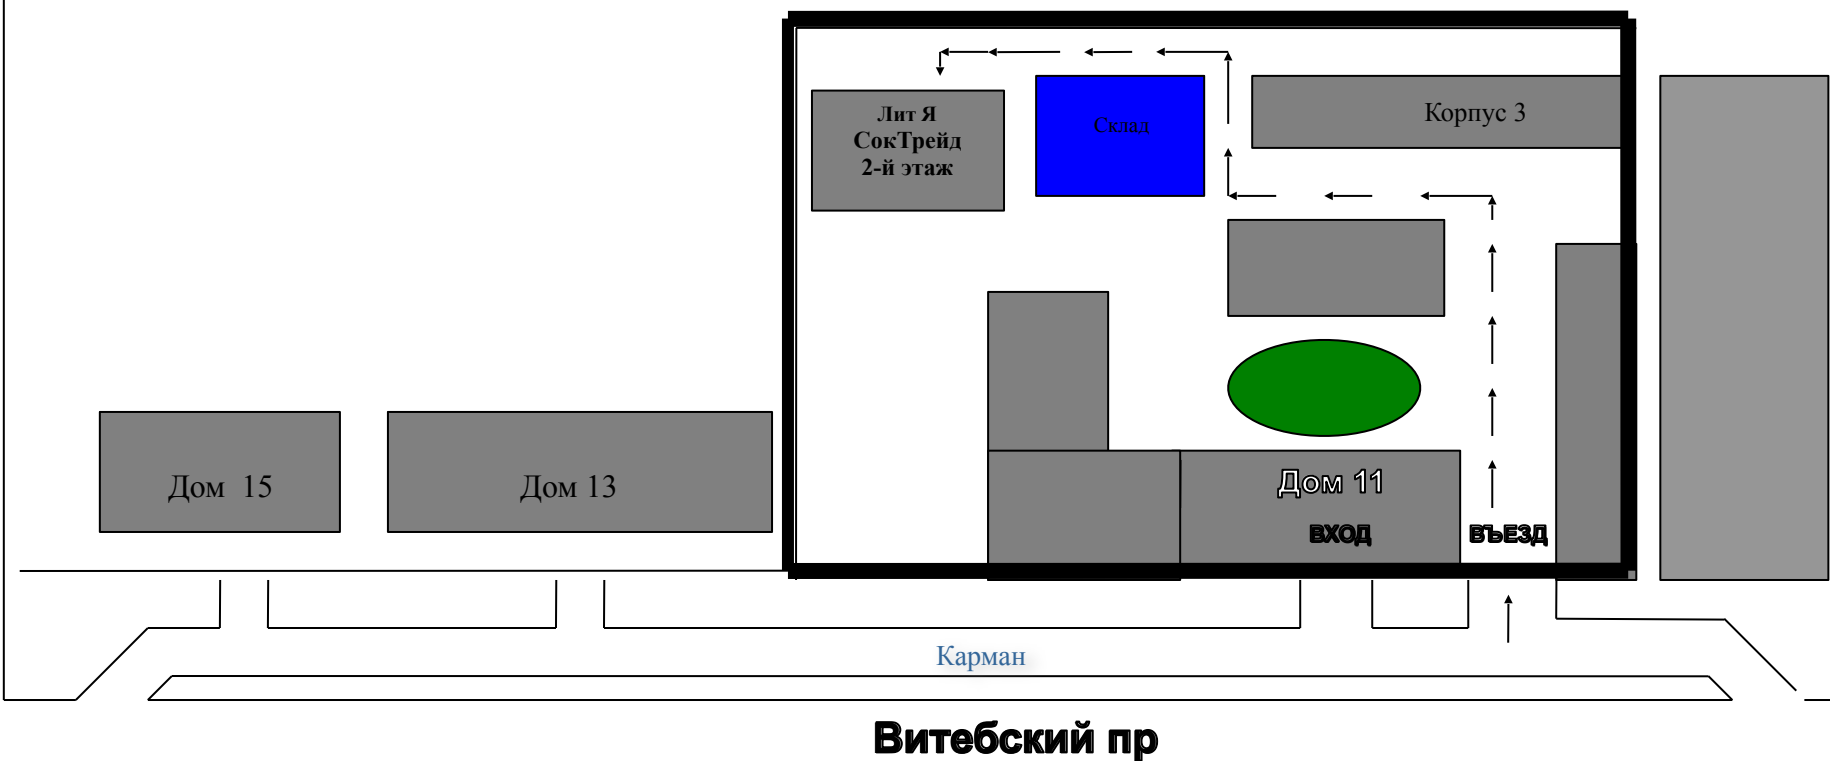 Лит Я
СокТрейд
2-й этаж
Склад
Корпус 3
Дом 15
Дом 13
Дом 11
ВХОД
ВЪЕЗД
Карман
Витебский пр